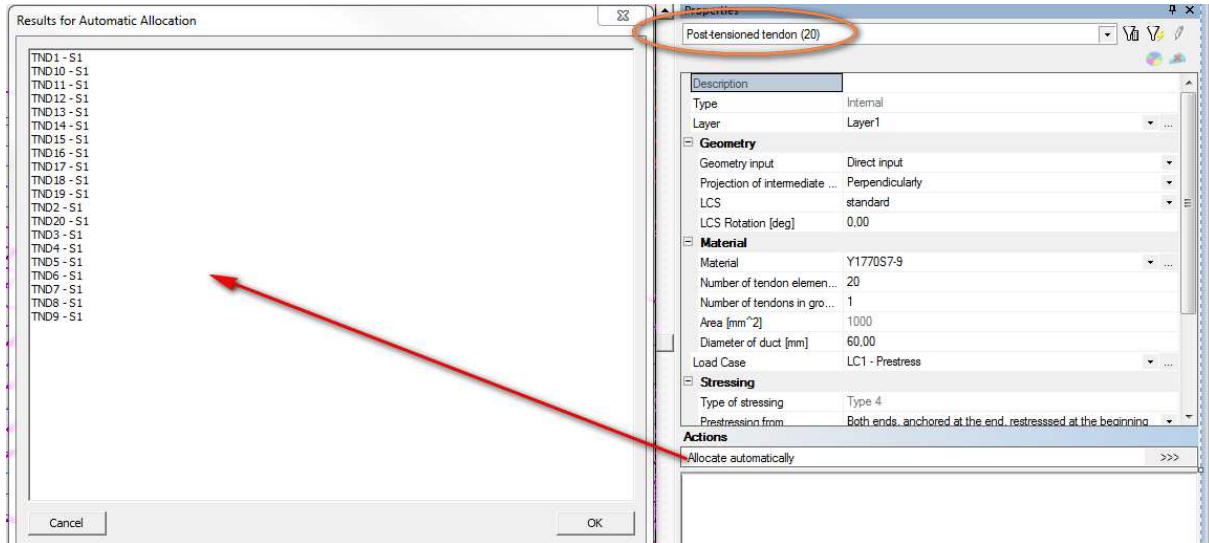 Results for Automatic Allocation
TND1 - S1
TND10 - S1
TND11 - S1
TND12 - S1
TND13 - S1
TND14 - S1
TND15 - S1
TND16 - S1
TND17 - S1
TND18 - S1
TND19 - S1
TND2 - S1
TND20 - S1
TND3 - S1
TND4 - S1
TND5 - S1
TND6 - S1
TND7 - S1
TND8 - S1
TND9 - S1
Cancel OK
Properties
Post-tensioned tendon (20)
Description
Type Internal
Layer Layer1 ...
Geometry
Geometry input Direct input
Projection of intermediate ... Perpendicularly
LCS standard
LCS Rotation [deg] 0,00
Material
Material Y1770S7-9 ...
Number of tendon elemen... 20
Number of tendons in gro... 1
Area [mm^2] 1000
Diameter of duct [mm] 60,00
Load Case LC1 - Prestress ...
Stressing
Type of stressing Type 4
Prestressing from Both ends, anchored at the end, restresssed at the beginning
Actions
Allocate automatically >>>